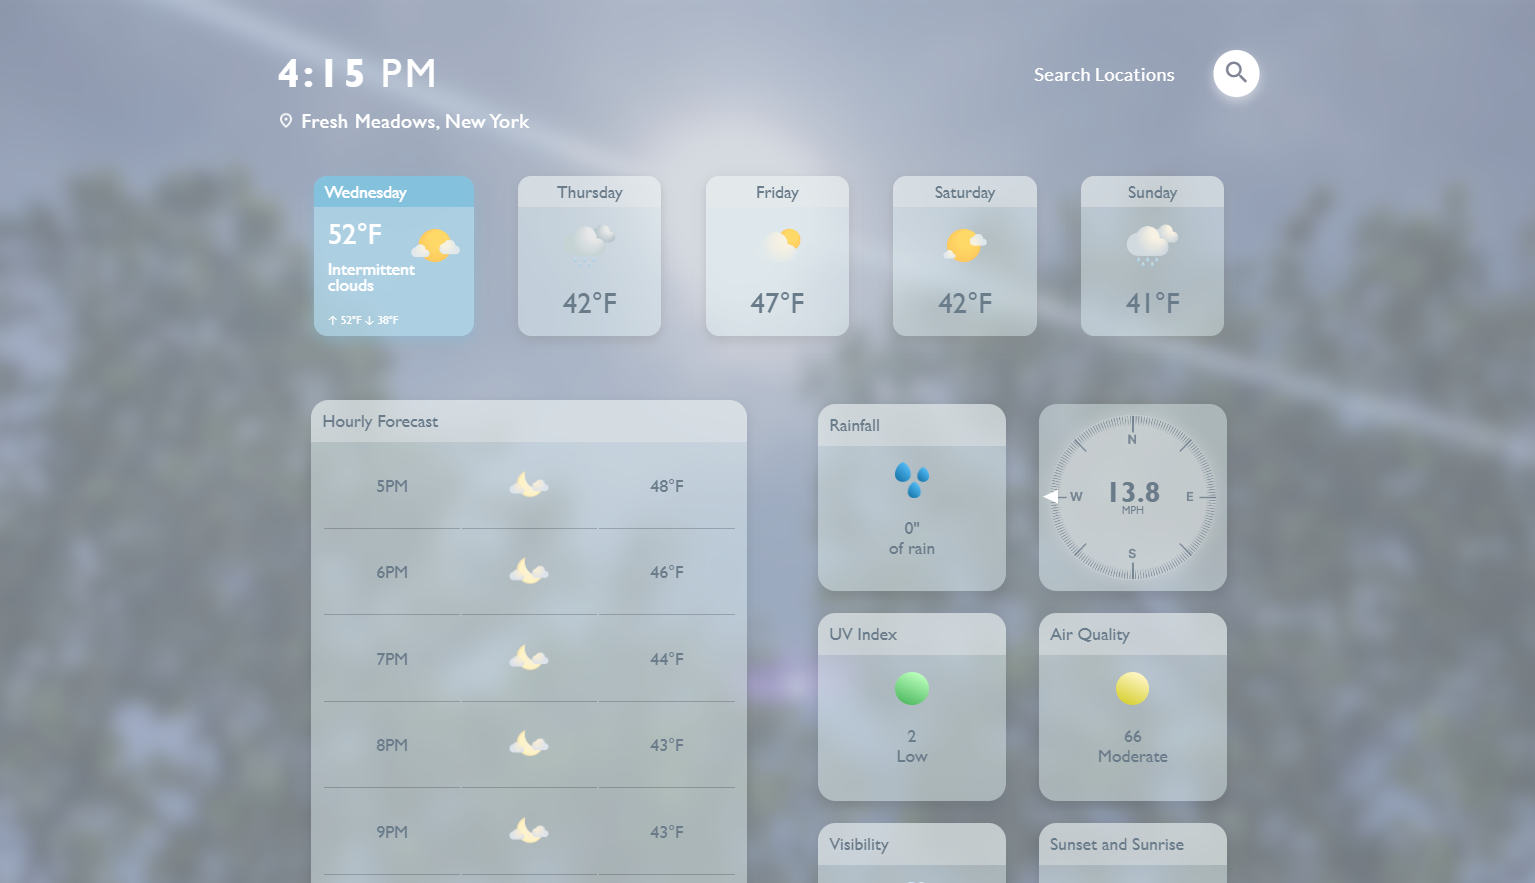 4:15 PM
Search Locations
Fresh Meadows, New York
Wednesday
52°F
Intermittent
clouds
↑ 52°F ↓ 38°F
Thursday
42°F
Friday
47°F
Saturday
42°F
Sunday
41°F
Hourly Forecast
5PM 48°F
6PM 46°F
7PM 44°F
8PM 43°F
9PM 43°F
Rainfall
0"
of rain
N
W 13.8 E
MPH
S
UV Index
2
Low
Air Quality
66
Moderate
Visibility
Sunset and Sunrise